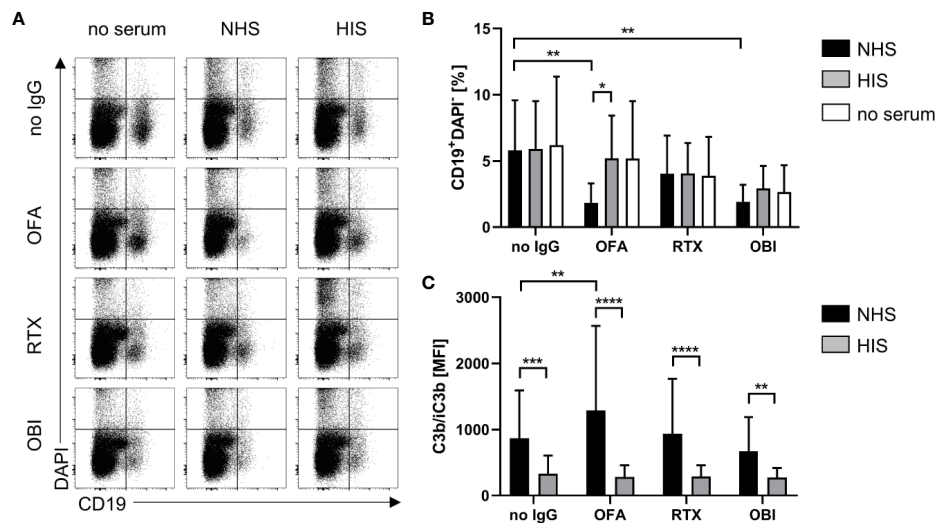 A
no serum NHS HIS
no IgG
OFA
RTX
OBI
DAPI
CD19
B
CD19⁺DAPI⁻ [%]
15
10
5
0
**
**
*
no IgG OFA RTX OBI
NHS
HIS
no serum
C
C3b/iC3b [MFI]
3000
2000
1000
0
**
****
***
****
**
no IgG OFA RTX OBI
NHS
HIS